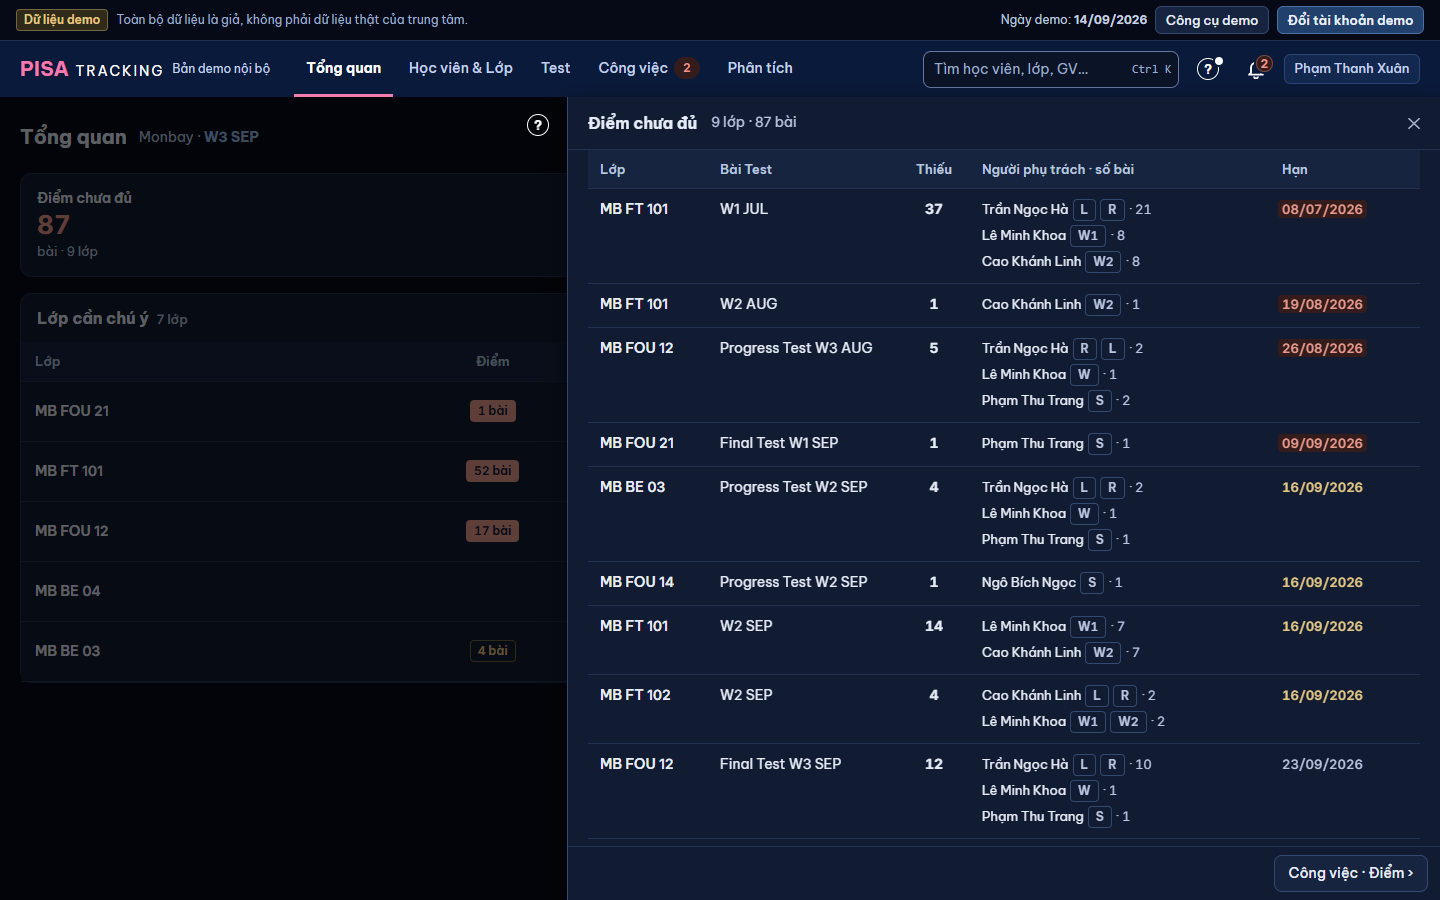 Dữ liệu demo Toàn bộ dữ liệu là giả, không phải dữ liệu thật của trung tâm. Ngày demo: 14/09/2026 Công cụ demo Đổi tài khoản demo
PISA TRACKING Bản demo nội bộ Tổng quan Học viên & Lớp Test Công việc 2 Phân tích Tìm học viên, lớp, GV... Ctrl K ? 2 Phạm Thanh Xuân
Tổng quan Monbay · W3 SEP ?
Điểm chưa đủ
87
bài · 9 lớp
Lớp cần chú ý 7 lớp
Lớp Điểm
MB FOU 21 1 bài
MB FT 101 52 bài
MB FOU 12 17 bài
MB BE 04
MB BE 03 4 bài
Điểm chưa đủ 9 lớp · 87 bài
Lớp Bài Test Thiếu Người phụ trách · số bài Hạn
MB FT 101 W1 JUL 37 Trần Ngọc Hà L R · 21 08/07/2026
Lê Minh Khoa W1 · 8
Cao Khánh Linh W2 · 8
MB FT 101 W2 AUG 1 Cao Khánh Linh W2 · 1 19/08/2026
MB FOU 12 Progress Test W3 AUG 5 Trần Ngọc Hà R L · 2 26/08/2026
Lê Minh Khoa W · 1
Phạm Thu Trang S · 2
MB FOU 21 Final Test W1 SEP 1 Phạm Thu Trang S · 1 09/09/2026
MB BE 03 Progress Test W2 SEP 4 Trần Ngọc Hà L R · 2 16/09/2026
Lê Minh Khoa W · 1
Phạm Thu Trang S · 1
MB FOU 14 Progress Test W2 SEP 1 Ngô Bích Ngọc S · 1 16/09/2026
MB FT 101 W2 SEP 14 Lê Minh Khoa W1 · 7 16/09/2026
Cao Khánh Linh W2 · 7
MB FT 102 W2 SEP 4 Cao Khánh Linh L R · 2 16/09/2026
Lê Minh Khoa W1 W2 · 2
MB FOU 12 Final Test W3 SEP 12 Trần Ngọc Hà L R · 10 23/09/2026
Lê Minh Khoa W · 1
Phạm Thu Trang S · 1
Công việc · Điểm ›